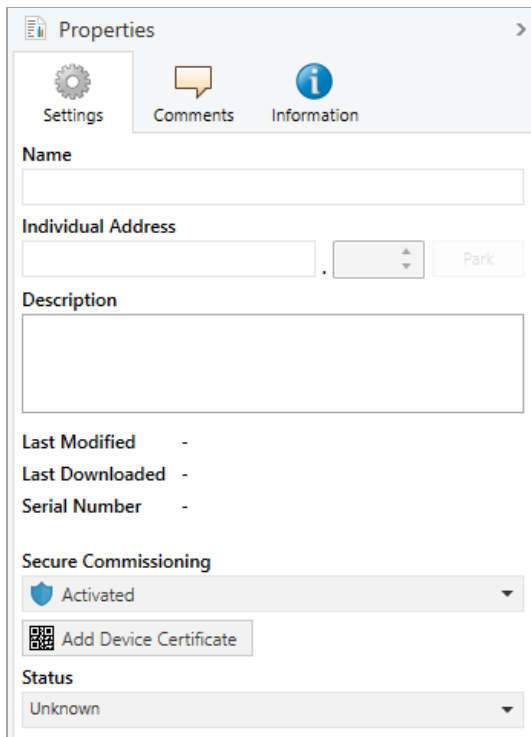 Properties
Settings
Comments
Information
Name
Individual Address
.
Park
Description
Last Modified -
Last Downloaded -
Serial Number -
Secure Commissioning
Activated
Add Device Certificate
Status
Unknown